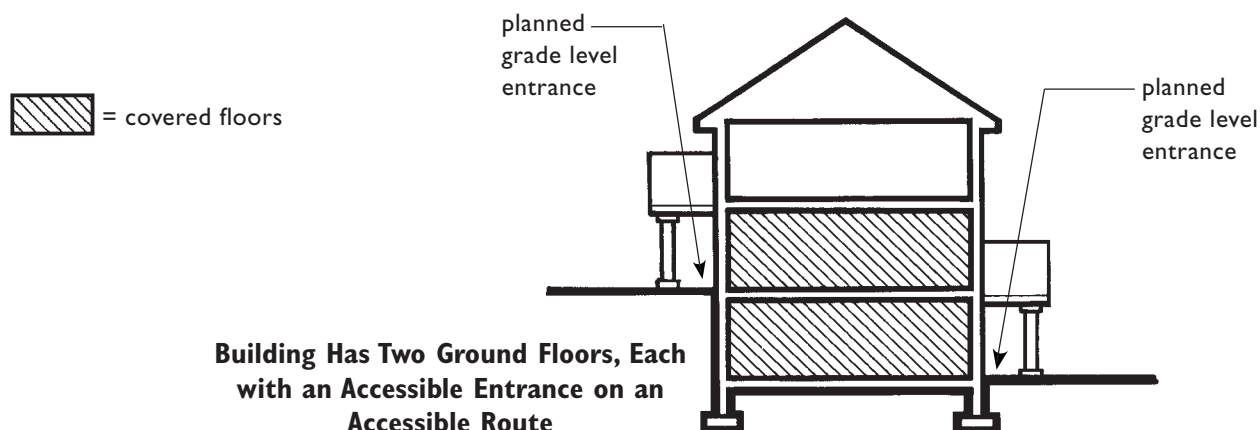 planned
grade level
entrance
planned
grade level
entrance
= covered floors
Building Has Two Ground Floors, Each
with an Accessible Entrance on an
Accessible Route